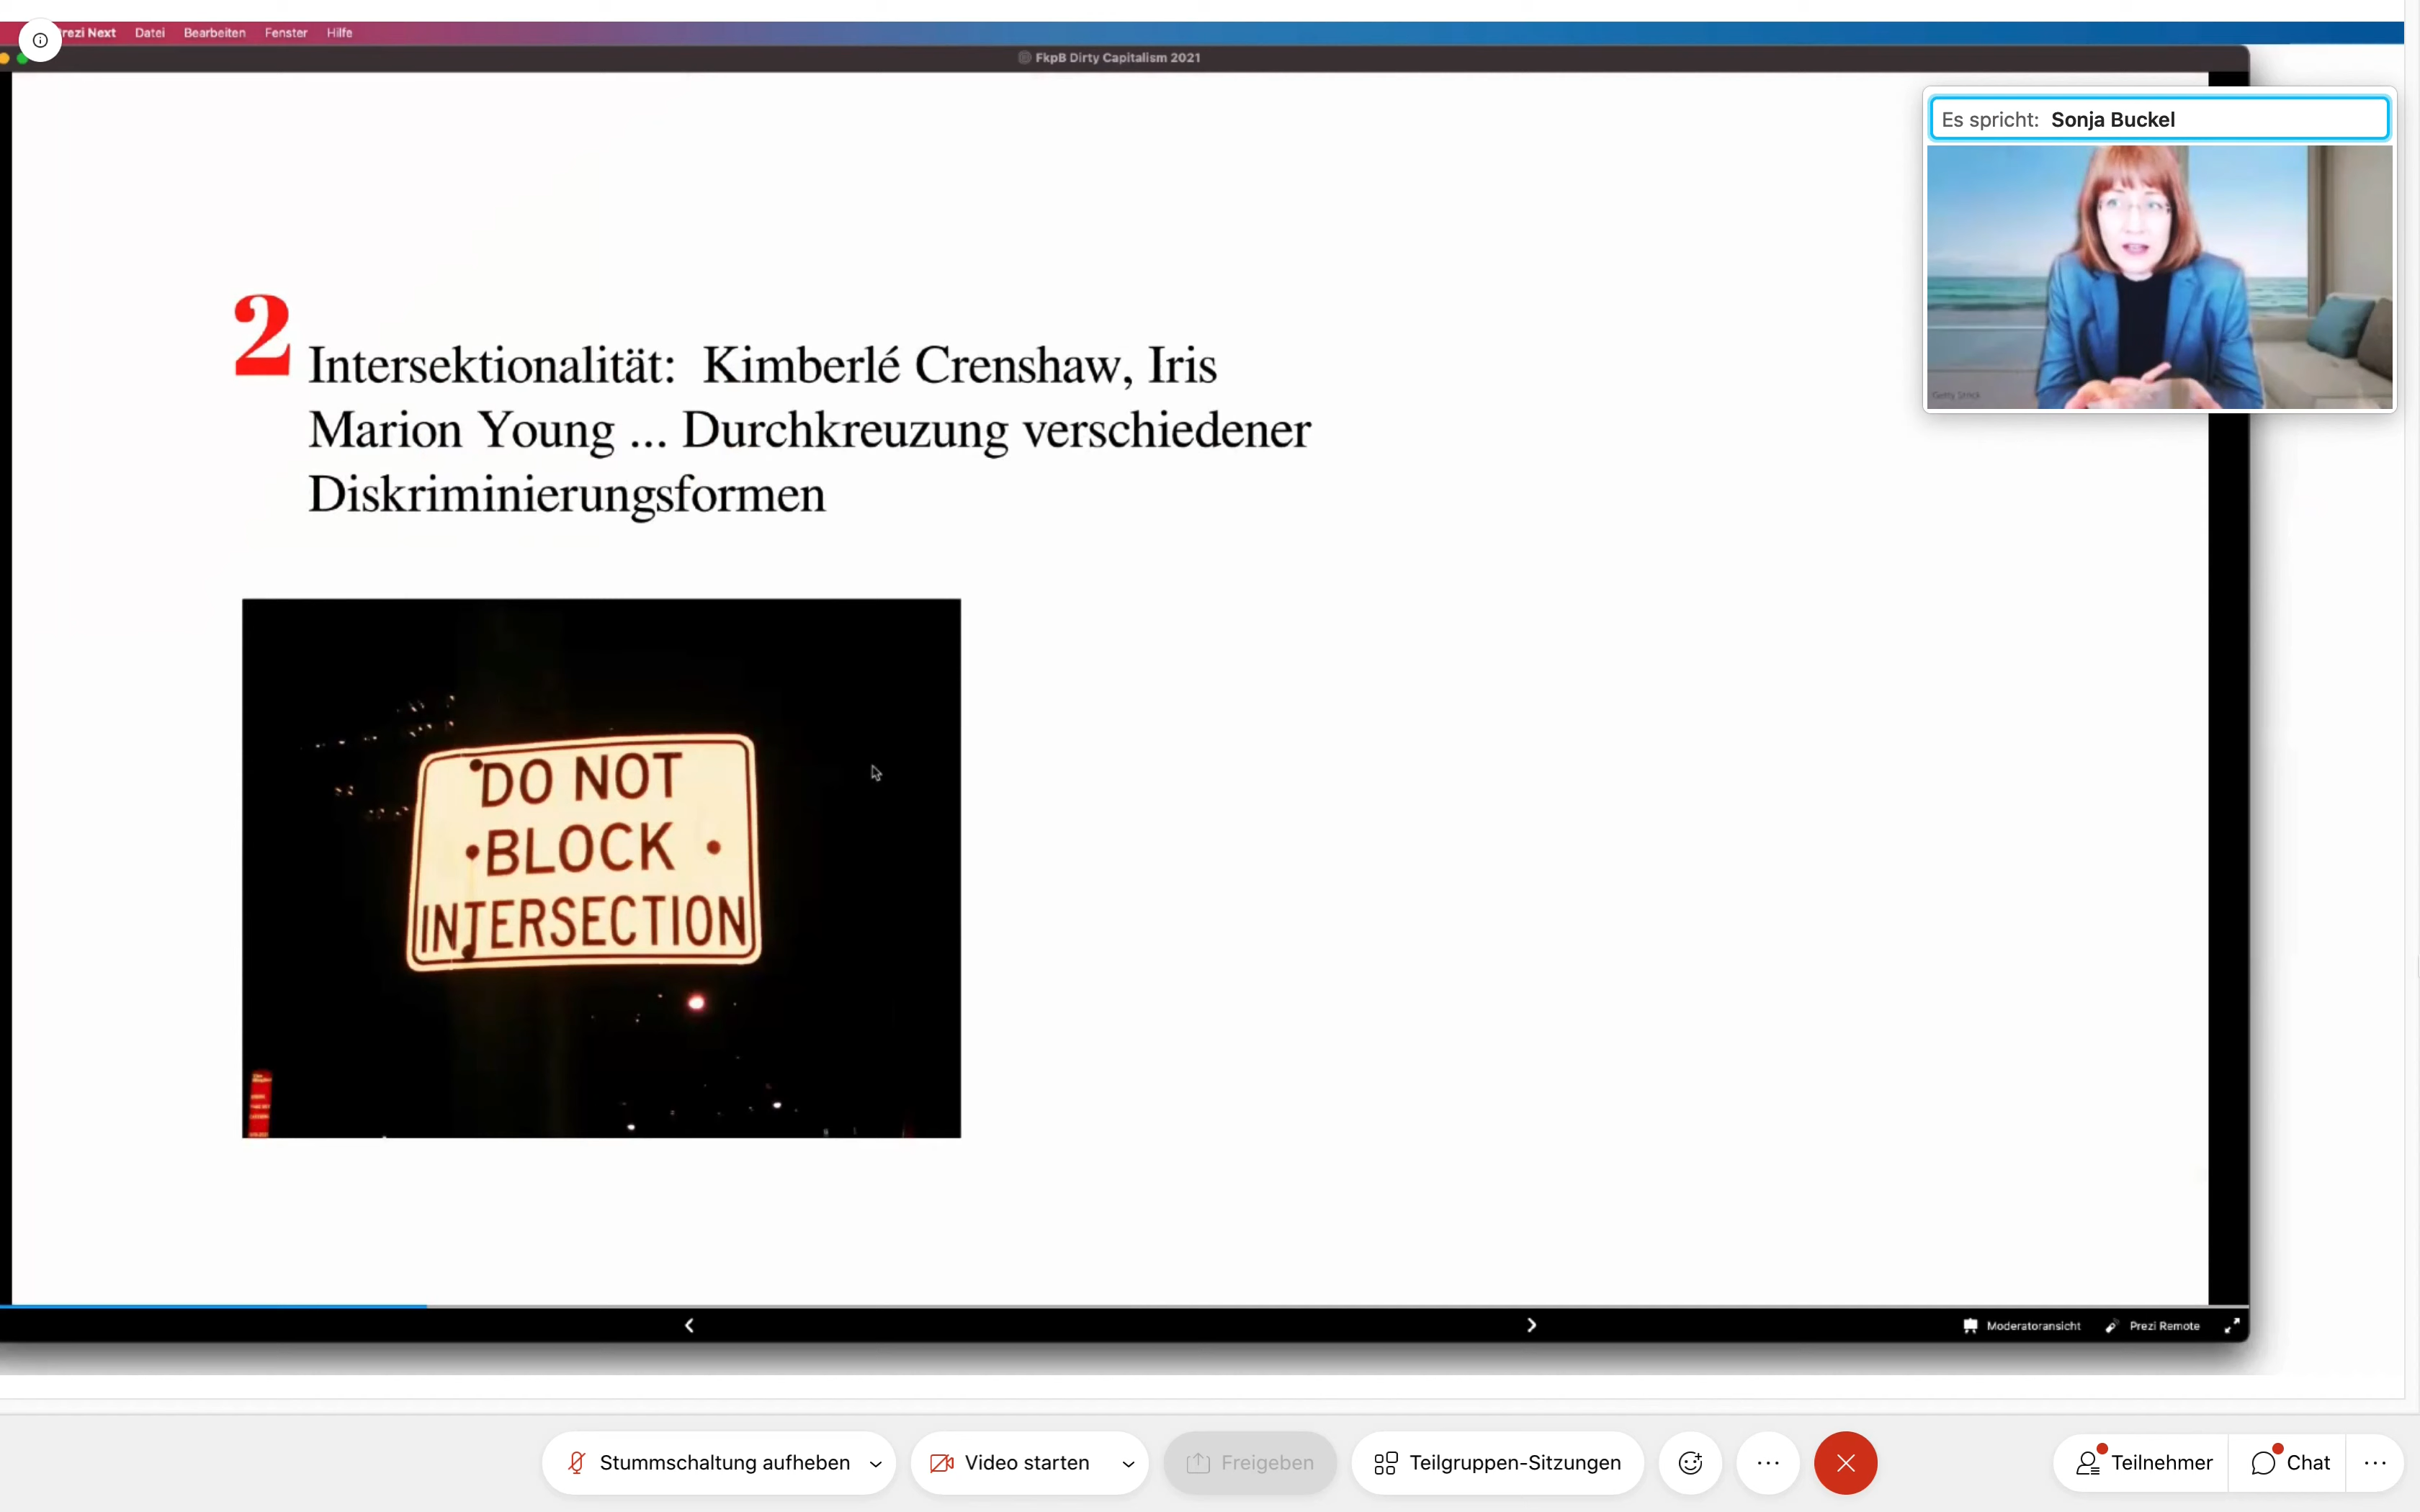 rezi Next Datei Bearbeiten Fenster Hilfe
FkpB Dirty Capitalism 2021
Es spricht: Sonja Buckel
Getty Stock
2
Intersektionalität: Kimberlé Crenshaw, Iris
Marion Young ... Durchkreuzung verschiedener
Diskriminierungsformen
DO NOT
BLOCK
INTERSECTION
Moderatoransicht Prezi Remote
Stummschaltung aufheben Video starten Freigeben Teilgruppen-Sitzungen Teilnehmer Chat